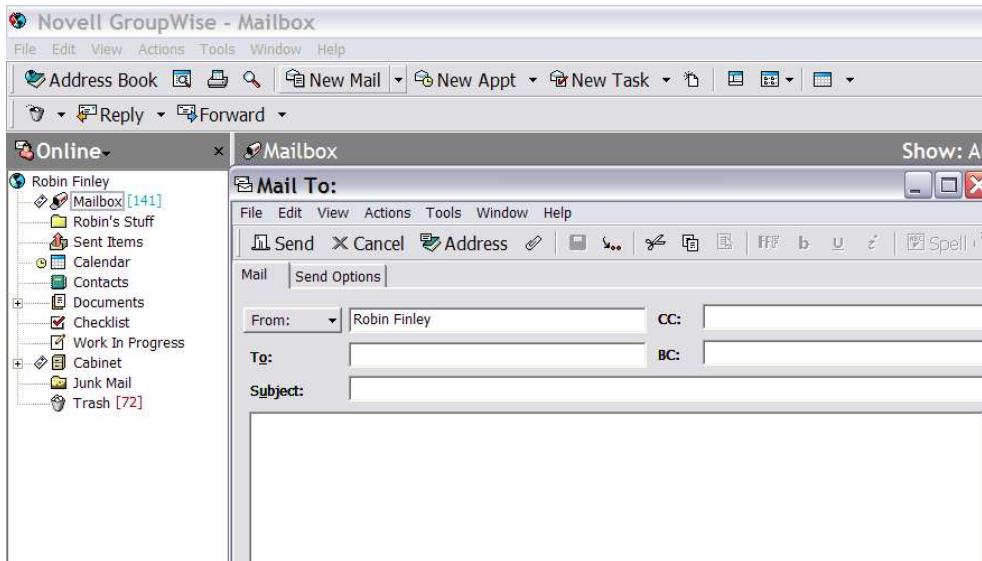 Novell GroupWise - Mailbox
File Edit View Actions Tools Window Help
Address Book New Mail New Appt New Task
Reply Forward
Online
Mailbox
Show: A
Robin Finley
Mailbox [141]
Robin's Stuff
Sent Items
Calendar
Contacts
Documents
Checklist
Work In Progress
Cabinet
Junk Mail
Trash [72]
Mail To:
File Edit View Actions Tools Window Help
Send Cancel Address b u i Spell
Mail Send Options
From: Robin Finley CC:
To: BC:
Subject: